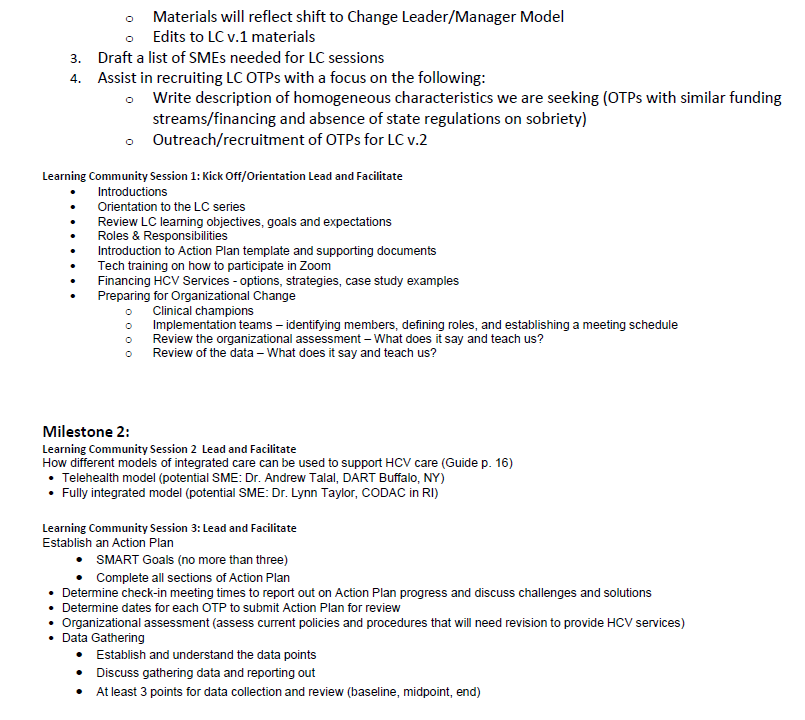 o Materials will reflect shift to Change Leader/Manager Model
o Edits to LC v.1 materials
3. Draft a list of SMEs needed for LC sessions
4. Assist in recruiting LC OTPs with a focus on the following:
o Write description of homogeneous characteristics we are seeking (OTPs with similar funding
streams/financing and absence of state regulations on sobriety)
o Outreach/recruitment of OTPs for LC v.2
Learning Community Session 1: Kick Off/Orientation Lead and Facilitate
• Introductions
• Orientation to the LC series
• Review LC learning objectives, goals and expectations
• Roles & Responsibilities
• Introduction to Action Plan template and supporting documents
• Tech training on how to participate in Zoom
• Financing HCV Services - options, strategies, case study examples
• Preparing for Organizational Change
o Clinical champions
o Implementation teams – identifying members, defining roles, and establishing a meeting schedule
o Review the organizational assessment – What does it say and teach us?
o Review of the data – What does it say and teach us?
Milestone 2:
Learning Community Session 2 Lead and Facilitate
How different models of integrated care can be used to support HCV care (Guide p. 16)
• Telehealth model (potential SME: Dr. Andrew Talal, DART Buffalo, NY)
• Fully integrated model (potential SME: Dr. Lynn Taylor, CODAC in RI)
Learning Community Session 3: Lead and Facilitate
Establish an Action Plan
• SMART Goals (no more than three)
• Complete all sections of Action Plan
• Determine check-in meeting times to report out on Action Plan progress and discuss challenges and solutions
• Determine dates for each OTP to submit Action Plan for review
• Organizational assessment (assess current policies and procedures that will need revision to provide HCV services)
• Data Gathering
• Establish and understand the data points
• Discuss gathering data and reporting out
• At least 3 points for data collection and review (baseline, midpoint, end)